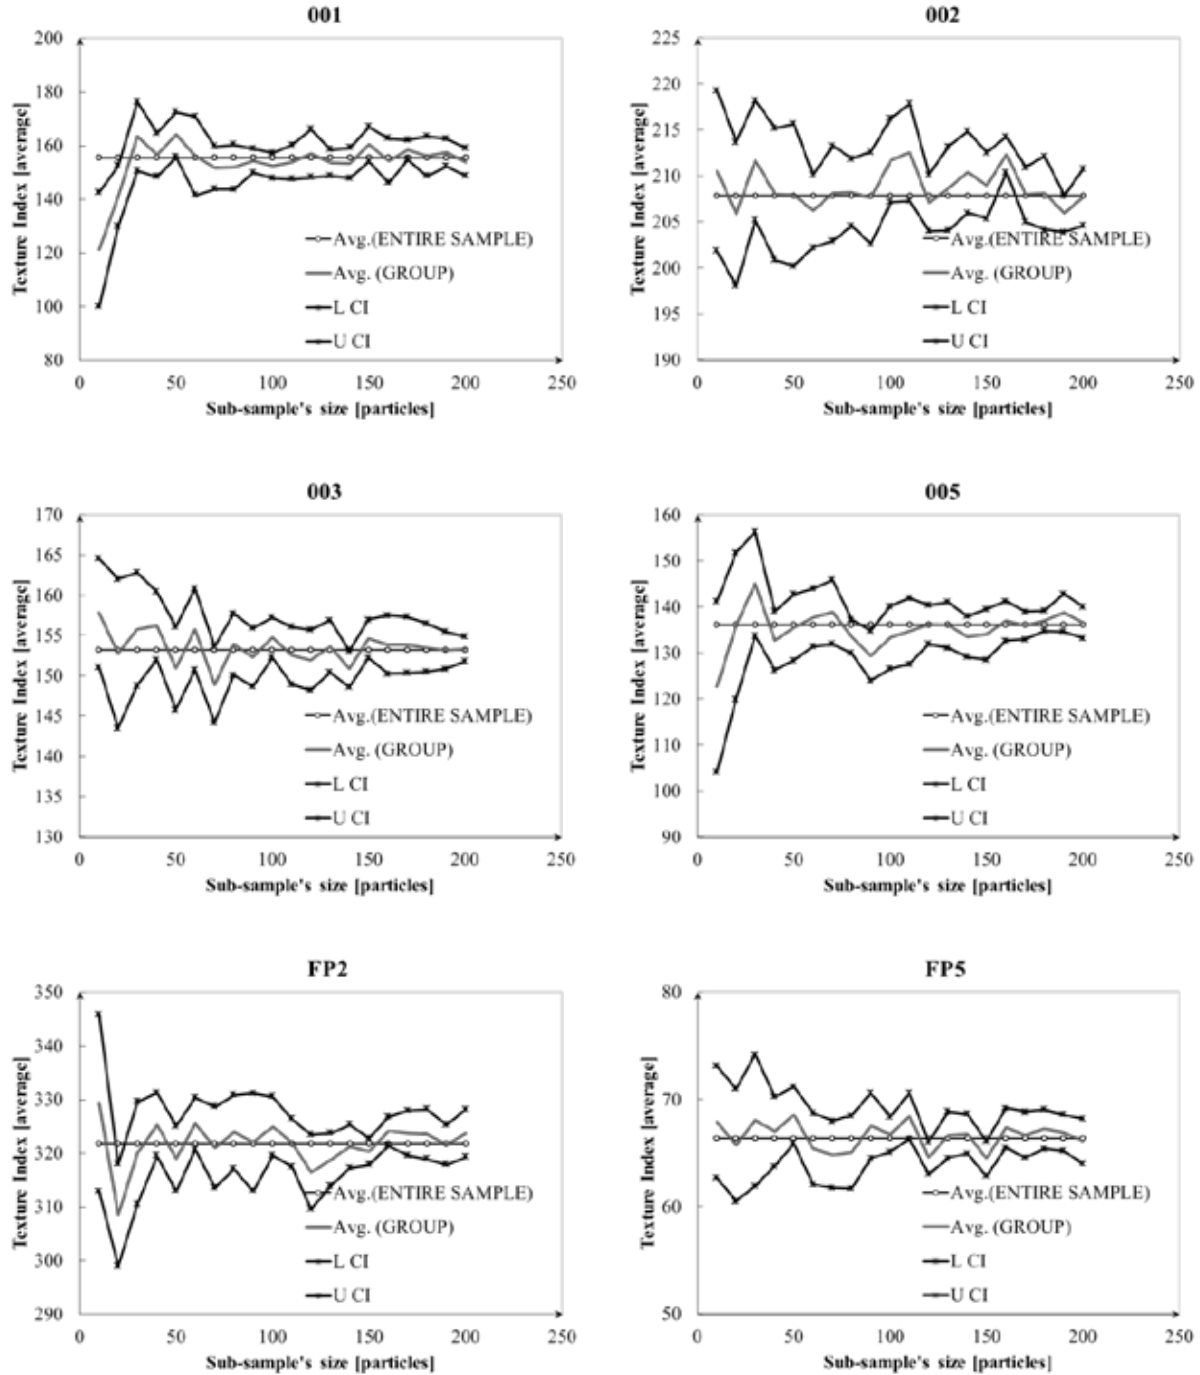 001
Texture Index [average]
200
180
160
140
120
100
80
0 50 100 150 200 250
Sub-sample's size [particles]
Avg.(ENTIRE SAMPLE)
Avg. (GROUP)
L CI
U CI
002
Texture Index [average]
225
220
215
210
205
200
195
190
0 50 100 150 200 250
Sub-sample's size [particles]
Avg.(ENTIRE SAMPLE)
Avg. (GROUP)
L CI
U CI
003
Texture Index [average]
170
165
160
155
150
145
140
135
130
0 50 100 150 200 250
Sub-sample's size [particles]
Avg.(ENTIRE SAMPLE)
Avg. (GROUP)
L CI
U CI
005
Texture Index [average]
160
150
140
130
120
110
100
90
0 50 100 150 200 250
Sub-sample's size [particles]
Avg.(ENTIRE SAMPLE)
Avg. (GROUP)
L CI
U CI
FP2
Texture Index [average]
350
340
330
320
310
300
290
0 50 100 150 200 250
Sub-sample's size [particles]
Avg.(ENTIRE SAMPLE)
Avg. (GROUP)
L CI
U CI
FP5
Texture Index [average]
80
70
60
50
0 50 100 150 200 250
Sub-sample's size [particles]
Avg.(ENTIRE SAMPLE)
Avg. (GROUP)
L CI
U CI